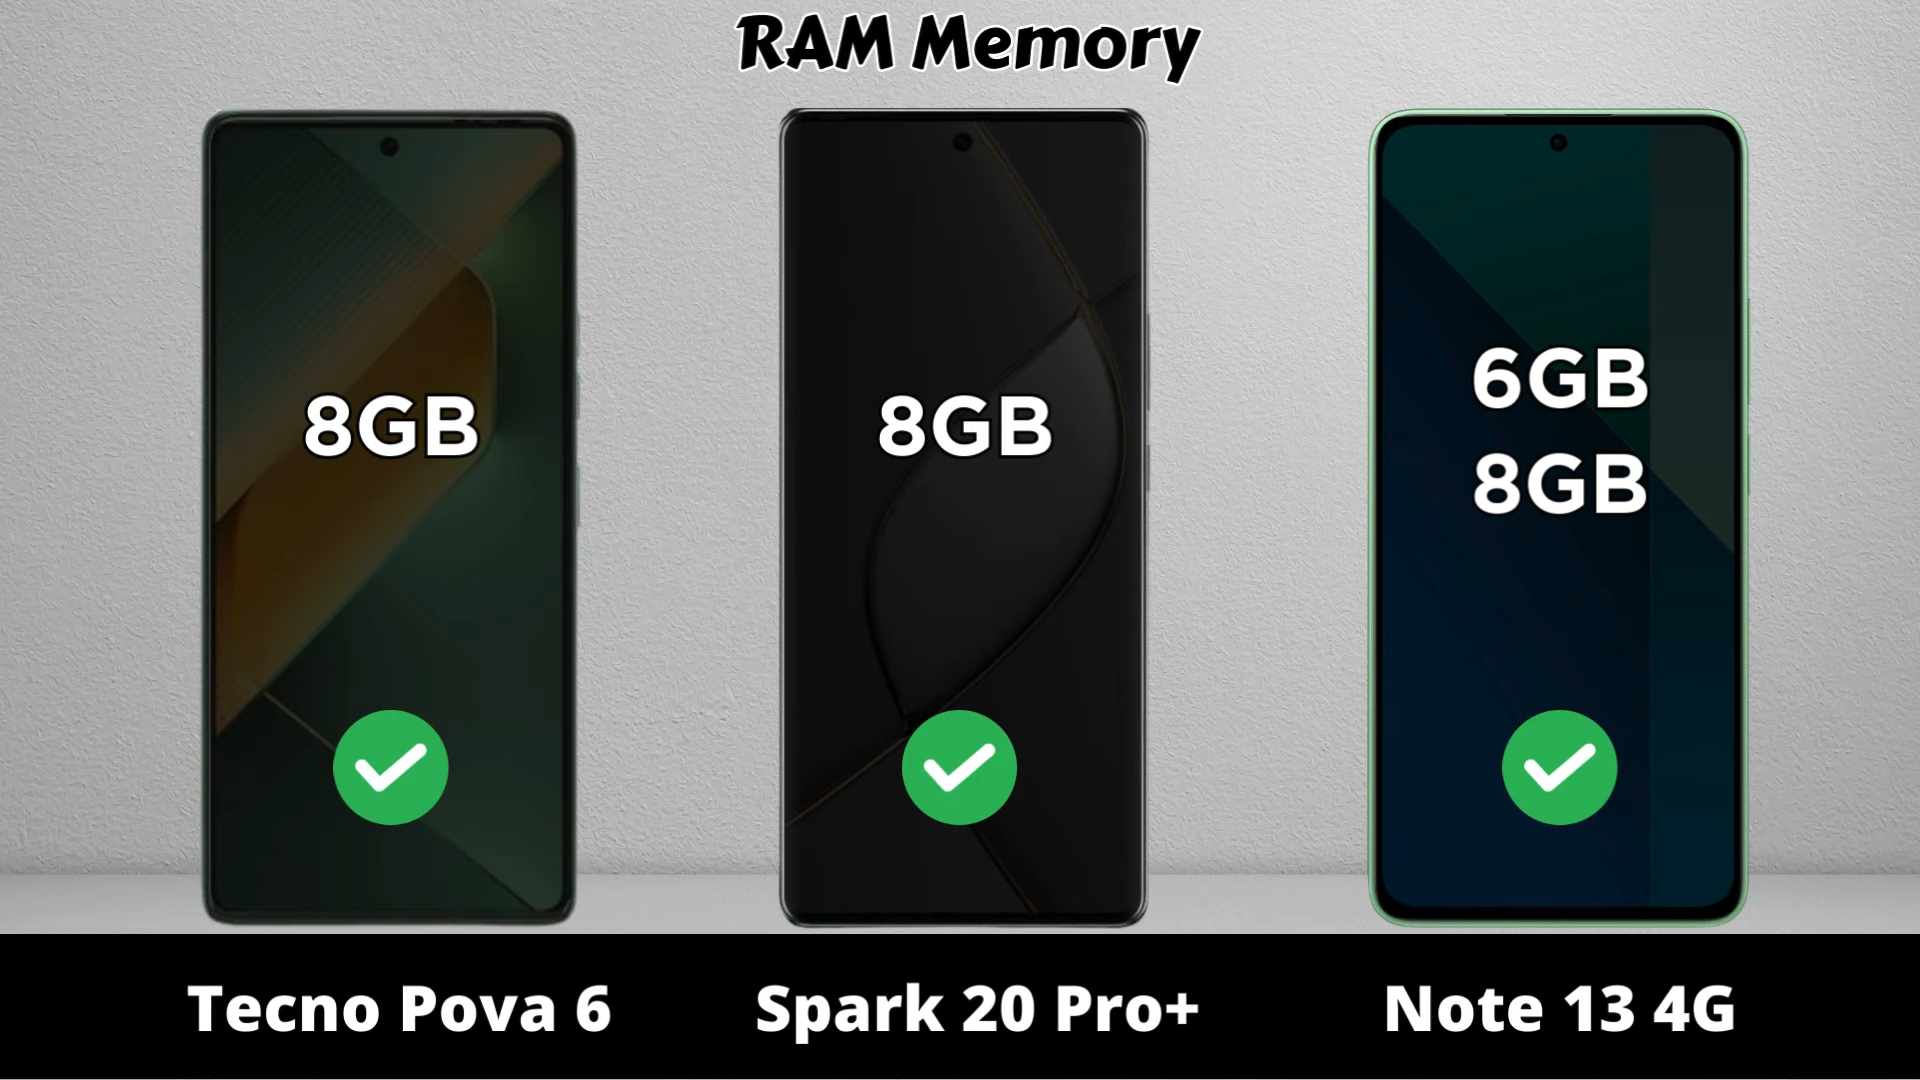 RAM Memory
8GB
8GB
6GB
8GB
Tecno Pova 6
Spark 20 Pro+
Note 13 4G